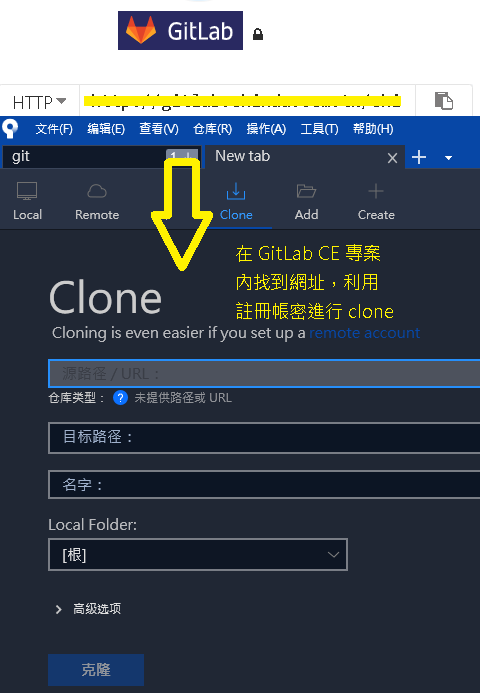 GitLab
HTTP
文件(F) 编辑(E) 查看(V) 仓库(R) 操作(A) 工具(T) 帮助(H)
git
New tab
Local Remote Clone Add Create
在 GitLab CE 專案
內找到網址，利用
註冊帳密進行 clone
Clone
Cloning is even easier if you set up a remote account
源路径 / URL：
仓库类型： ? 未提供路径或 URL
目标路径：
名字：
Local Folder:
[根]
高级选项
克隆